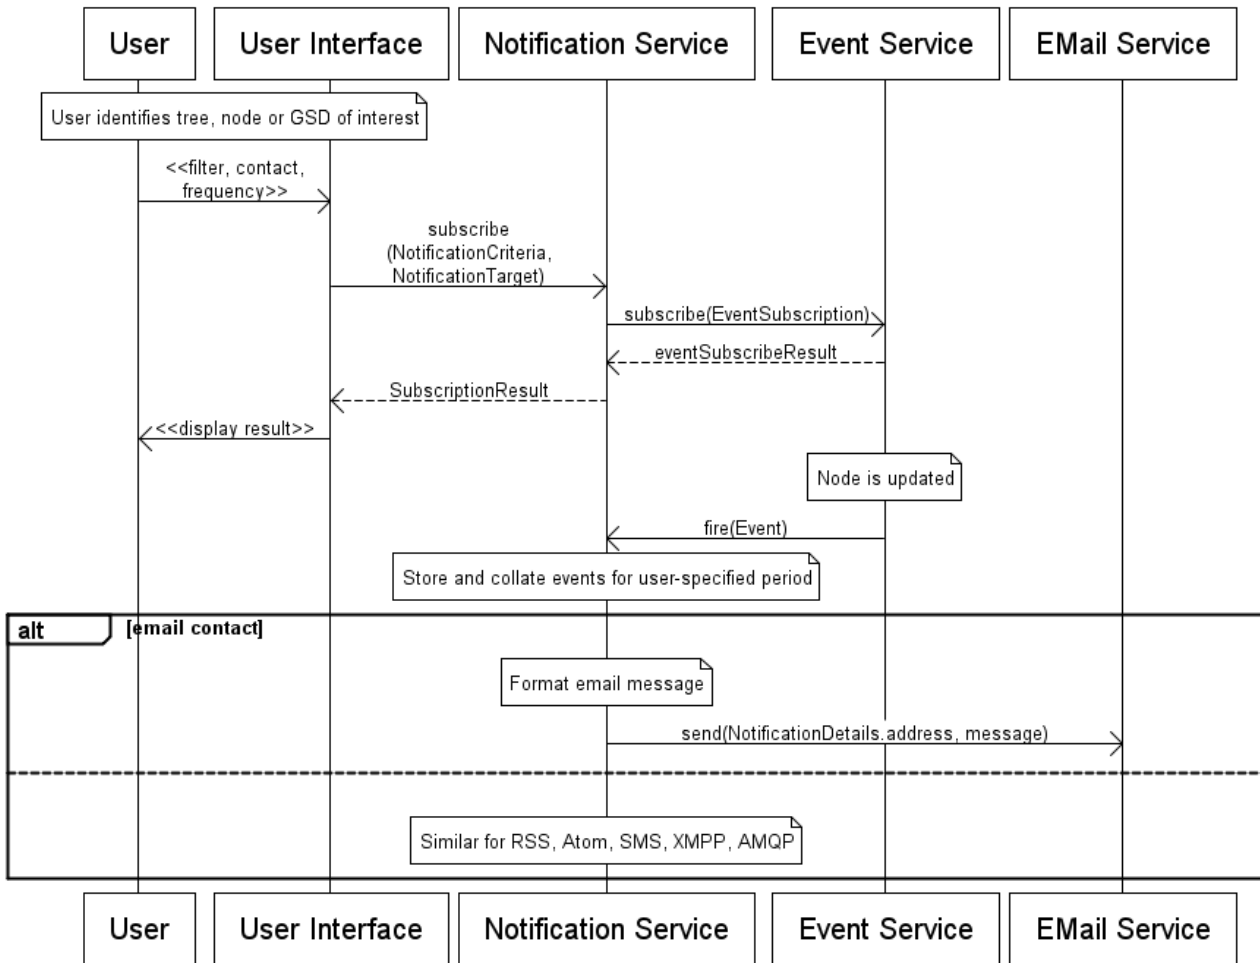 User
User Interface
Notification Service
Event Service
EMail Service
User identifies tree, node or GSD of interest
<<filter, contact,
frequency>>
subscribe
(NotificationCriteria,
NotificationTarget)
subscribe(EventSubscription)
eventSubscribeResult
SubscriptionResult
<<display result>>
Node is updated
fire(Event)
Store and collate events for user-specified period
alt
[email contact]
Format email message
send(NotificationDetails.address, message)
Similar for RSS, Atom, SMS, XMPP, AMQP
User
User Interface
Notification Service
Event Service
EMail Service